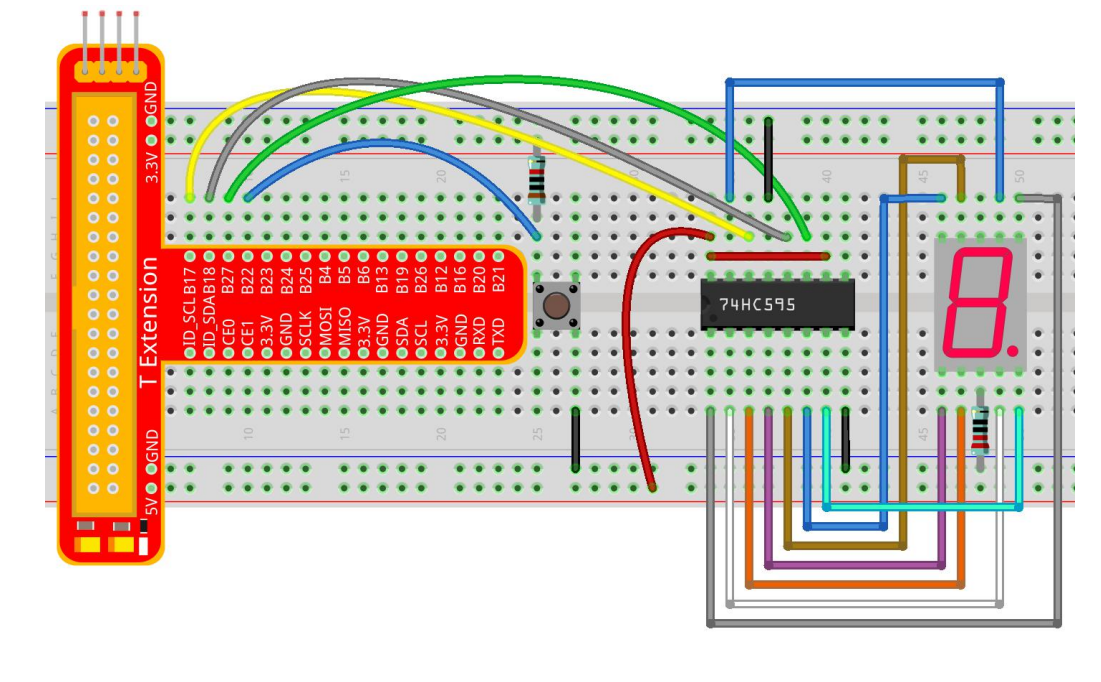 GND
3.3V
T Extension
GND
5V
B17
B18
B27
B22
B23
B24
B25
B4
B5
B6
B13
B19
B26
B12
B16
B20
B21
ID_SCL
ID_SDA
CE0
CE1
3.3V
GND
SCLK
MOSI
MISO
3.3V
GND
SDA
SCL
3.3V
GND
RXD
TXD
15
20
40
45
50
74HC595
10
15
20
25
45